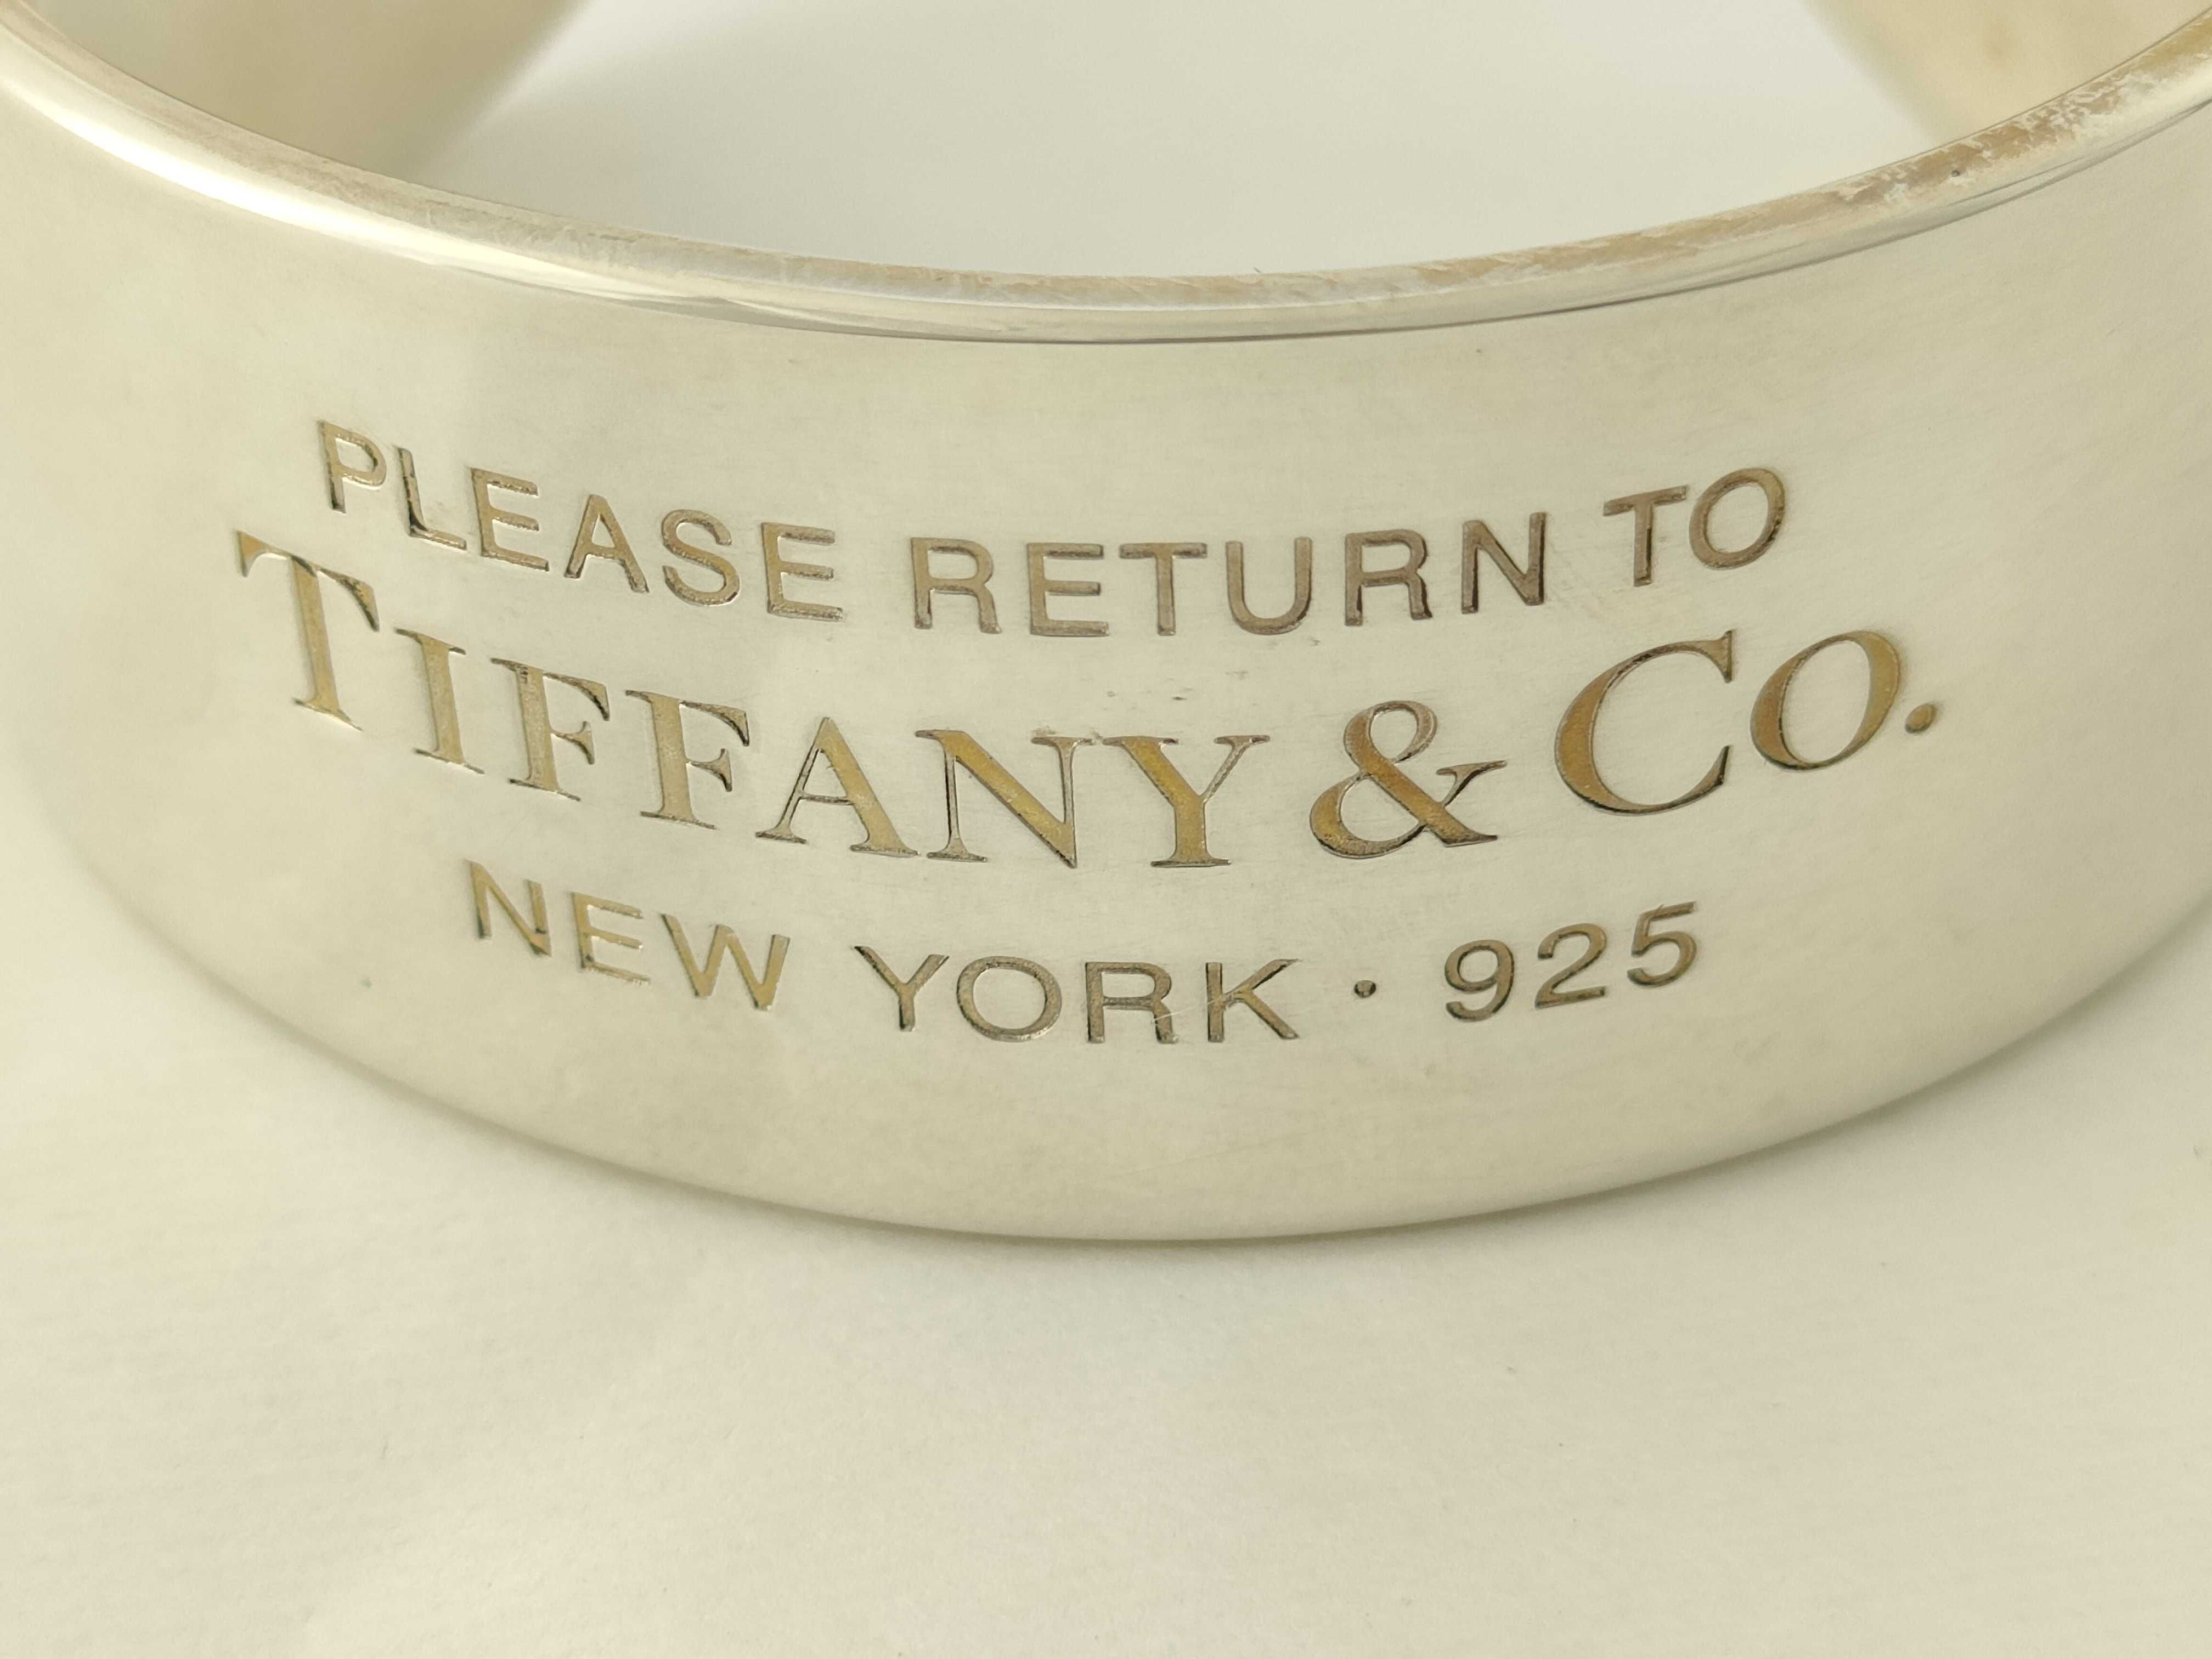 PLEASE RETURN TO
TIFFANY & CO.
NEW YORK · 925